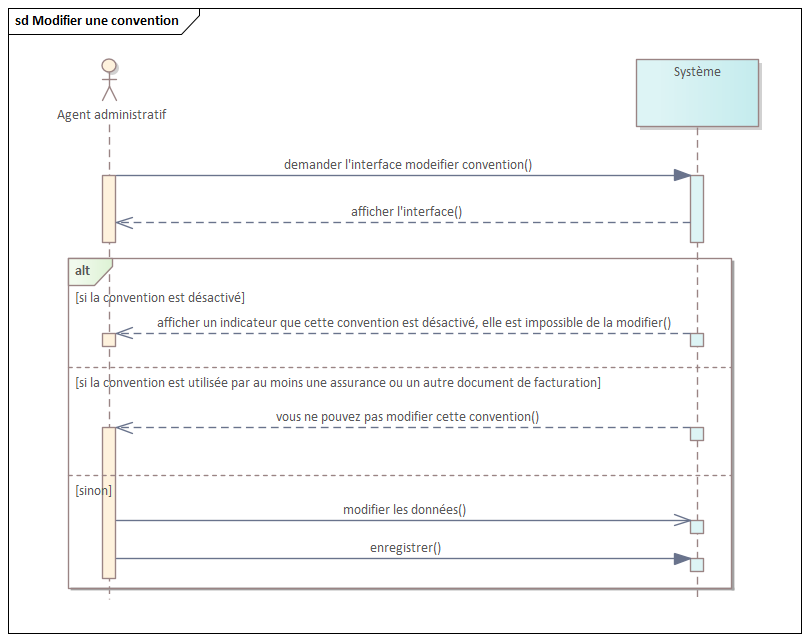 sd Modifier une convention
Agent administratif
Système
demander l'interface modeifier convention()
afficher l'interface()
alt
[si la convention est désactivé]
afficher un indicateur que cette convention est désactivé, elle est impossible de la modifier()
[si la convention est utilisée par au moins une assurance ou un autre document de facturation]
vous ne pouvez pas modifier cette convention()
[sinon]
modifier les données()
enregistrer()